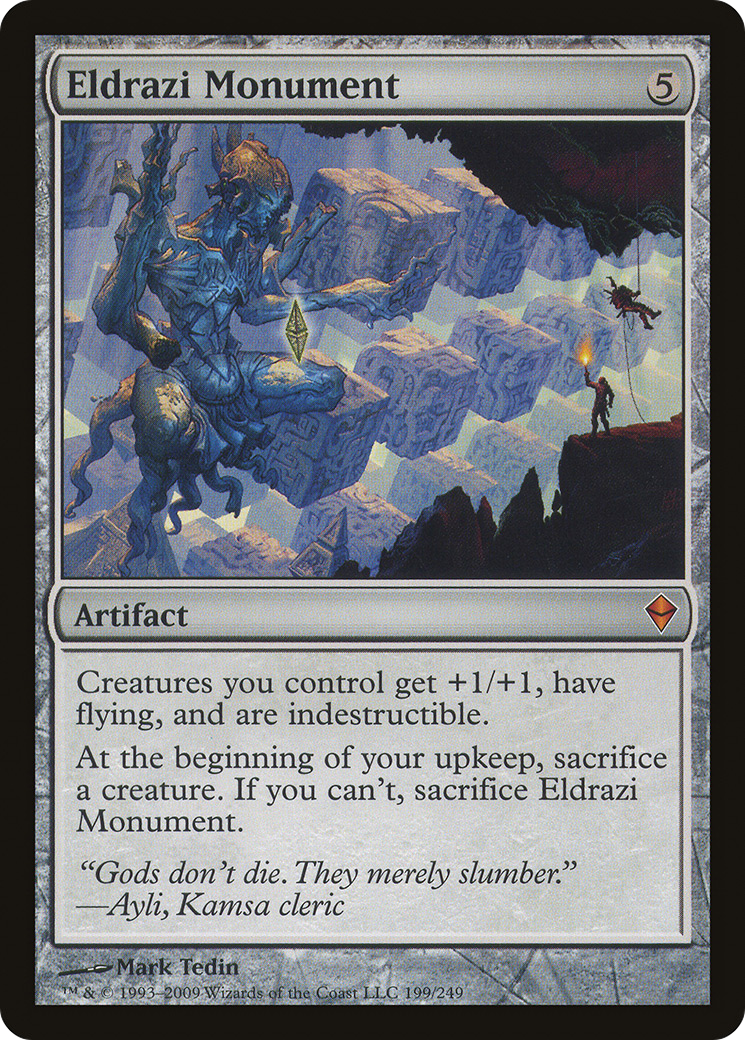 Eldrazi Monument 5
Artifact
Creatures you control get +1/+1, have
flying, and are indestructible.
At the beginning of your upkeep, sacrifice
a creature. If you can’t, sacrifice Eldrazi
Monument.
“Gods don’t die. They merely slumber.”
—Ayli, Kamsa cleric
Mark Tedin
™ & © 1993–2009 Wizards of the Coast LLC 199/249